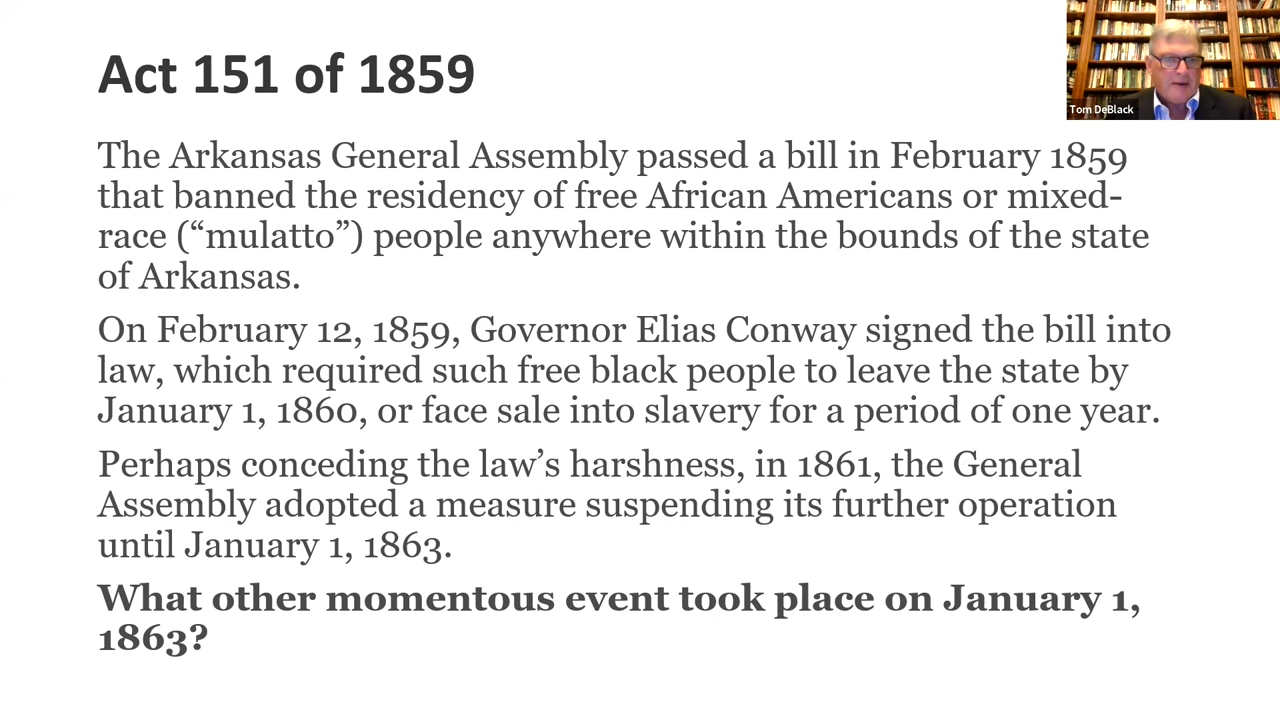 Act 151 of 1859
Tom DeBlack
The Arkansas General Assembly passed a bill in February 1859
that banned the residency of free African Americans or mixed-
race (“mulatto”) people anywhere within the bounds of the state
of Arkansas.
On February 12, 1859, Governor Elias Conway signed the bill into
law, which required such free black people to leave the state by
January 1, 1860, or face sale into slavery for a period of one year.
Perhaps conceding the law’s harshness, in 1861, the General
Assembly adopted a measure suspending its further operation
until January 1, 1863.
What other momentous event took place on January 1,
1863?